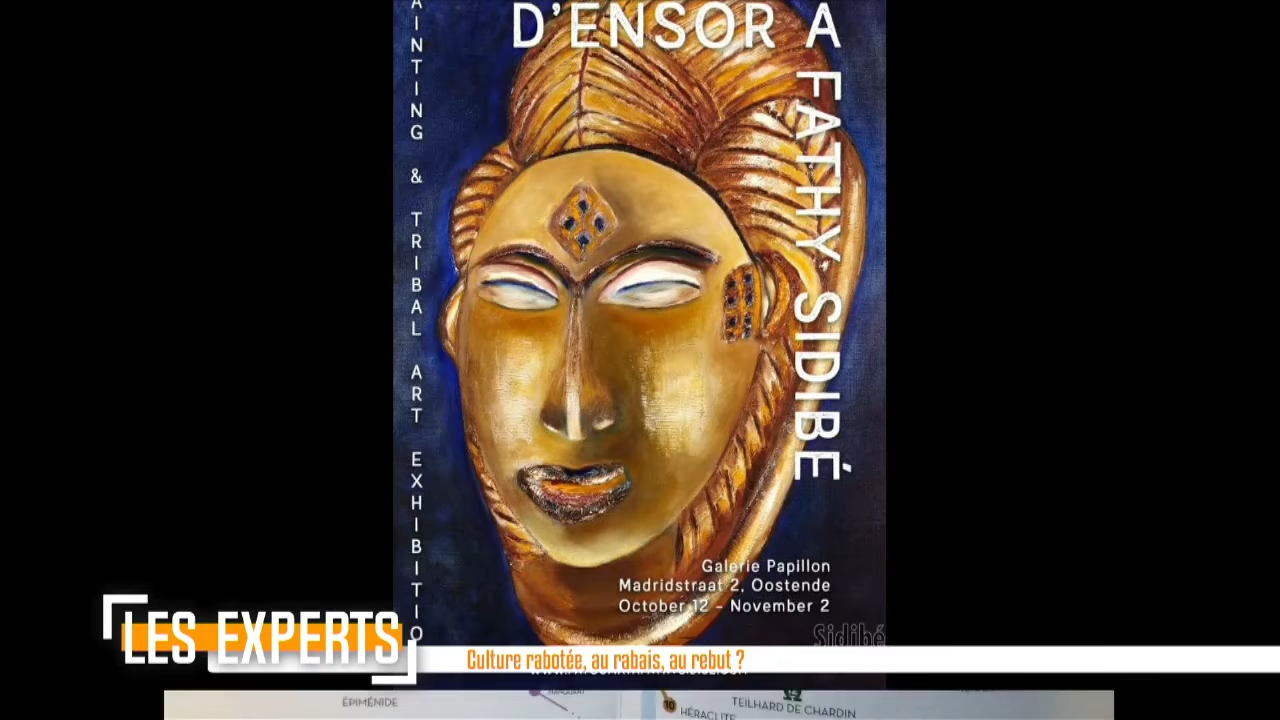 D'ENSOR A
FATHY SIDIBÉ
AINTING & TRIBAL ART EXHIBITIO
Galerie Papillon
Madridstraat 2, Oostende
October 12 – November 2
Sidibé
LES EXPERTS
Culture rabotée, au rabais, au rebut ?
ÉPIMÉNIDE
10
HÉRACLITE
TEILHARD DE CHARDIN